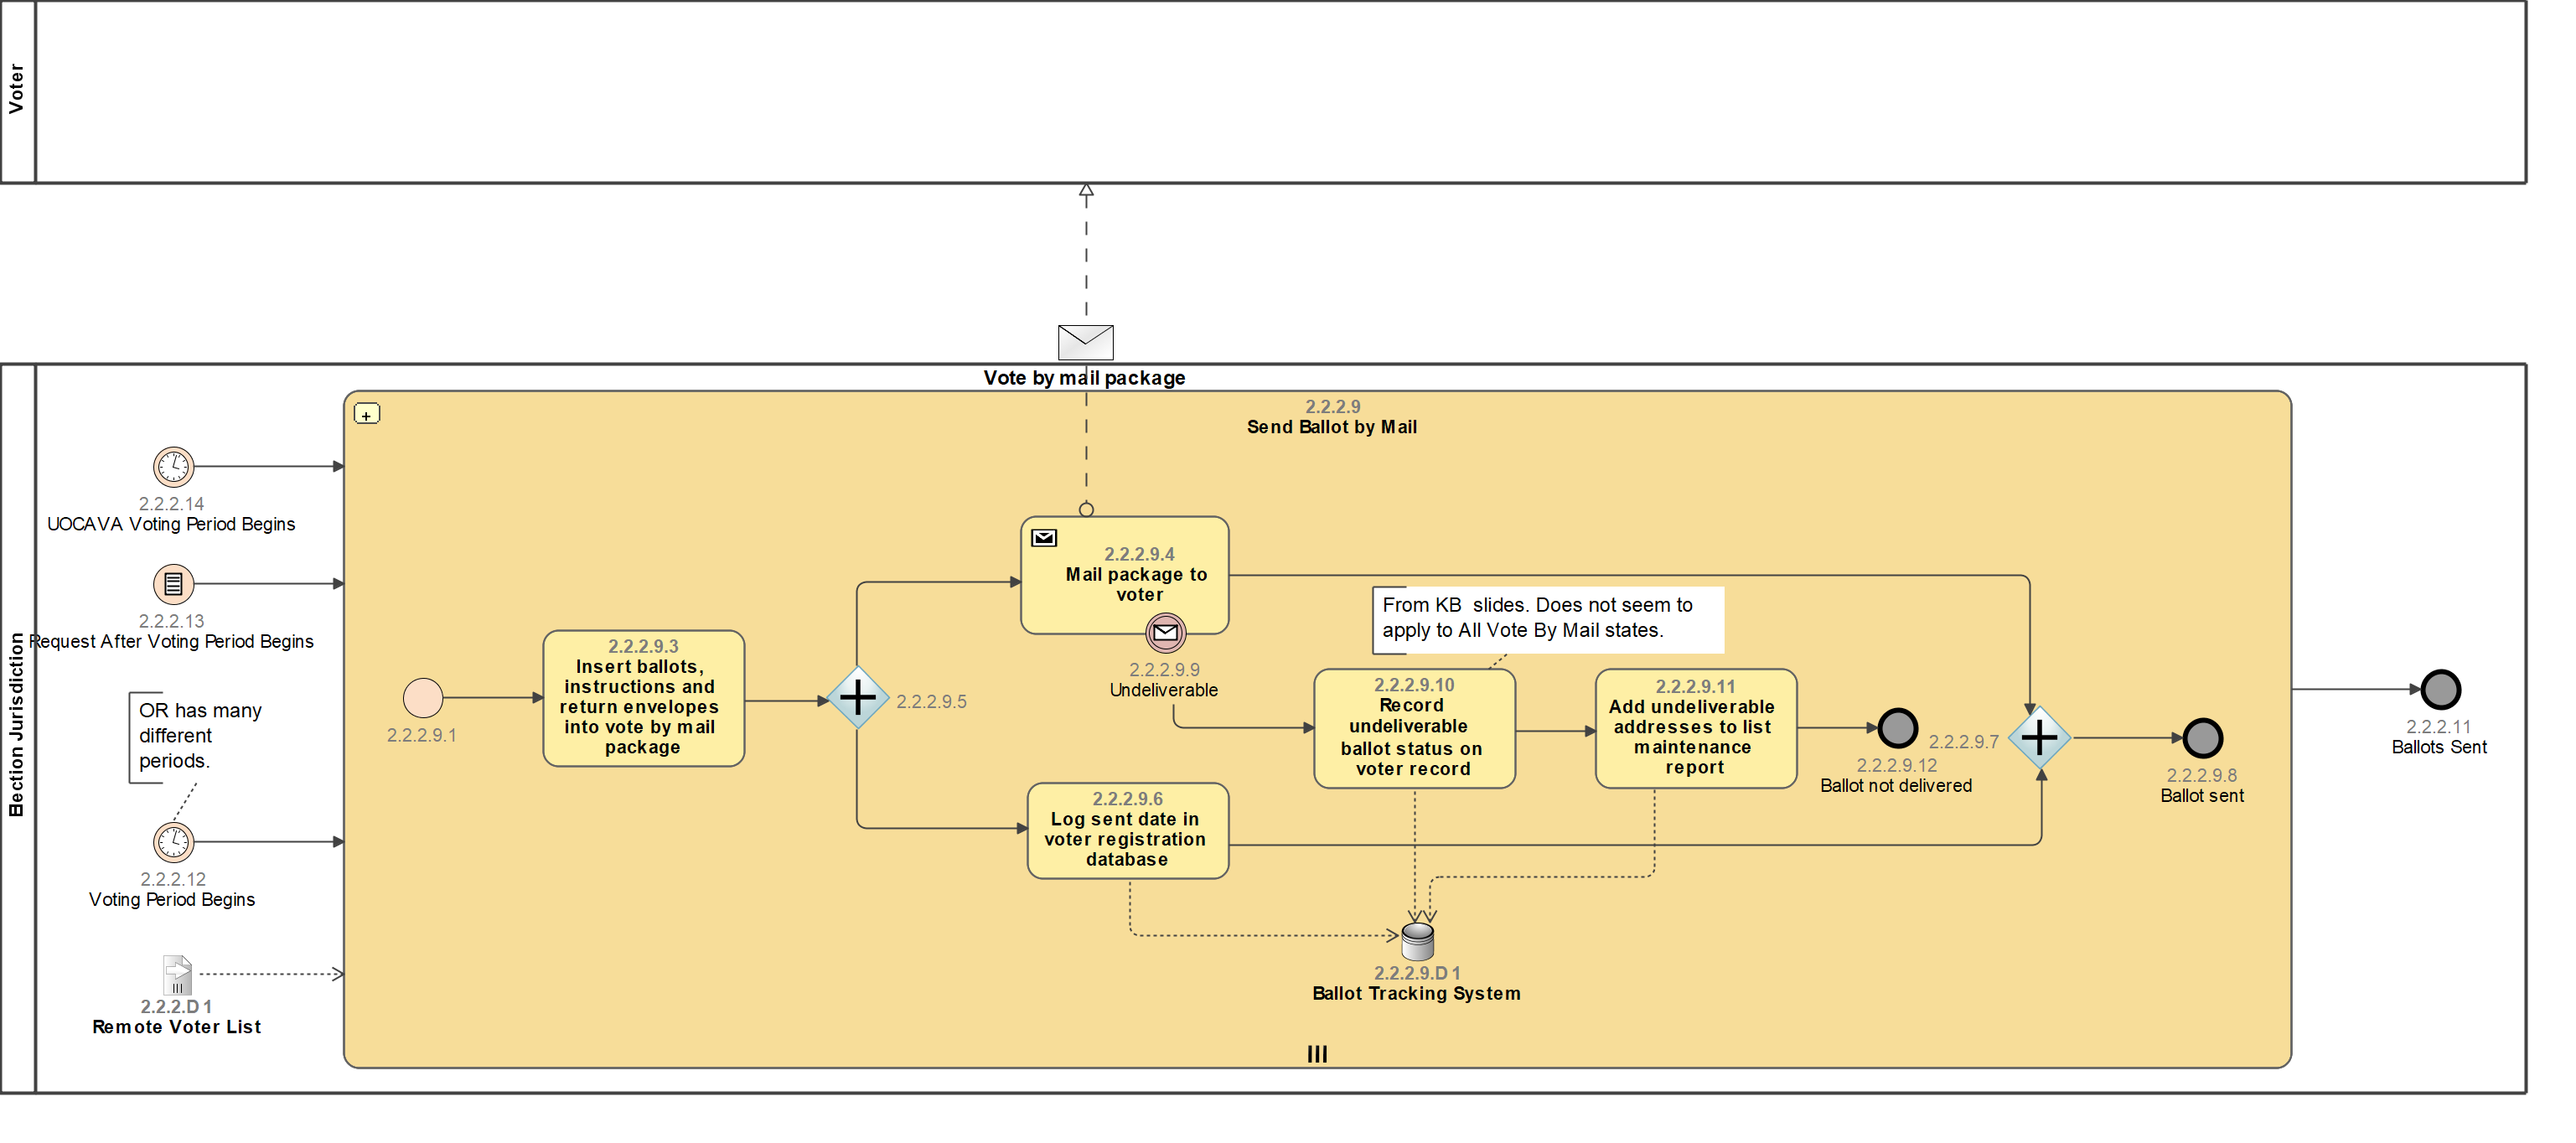 Voter
Vote by mail package
Bection Jurisdiction
2.2.2.9
Send Ballot by Mail
2.2.2.14
UOCAVA Voting Period Begins
2.2.2.13
Request After Voting Period Begins
OR has many
different
periods.
2.2.2.12
Voting Period Begins
2.2.2.D1
Remote Voter List
2.2.2.9.1
2.2.2.9.3
Insert ballots,
instructions and
return envelopes
into vote by mail
package
2.2.2.9.5
2.2.2.9.4
Mail package to
voter
2.2.2.9.9
Undeliverable
2.2.2.9.6
Log sent date in
voter registration
database
From KB slides. Does not seem to
apply to All Vote By Mail states.
2.2.2.9.10
Record
undeliverable
ballot status on
voter record
2.2.2.9.11
Add undeliverable
addresses to list
maintenance
report
2.2.2.9.12
Ballot not delivered
2.2.2.9.7
2.2.2.9.8
Ballot sent
2.2.2.9.D1
Ballot Tracking System
2.2.2.11
Ballots Sent